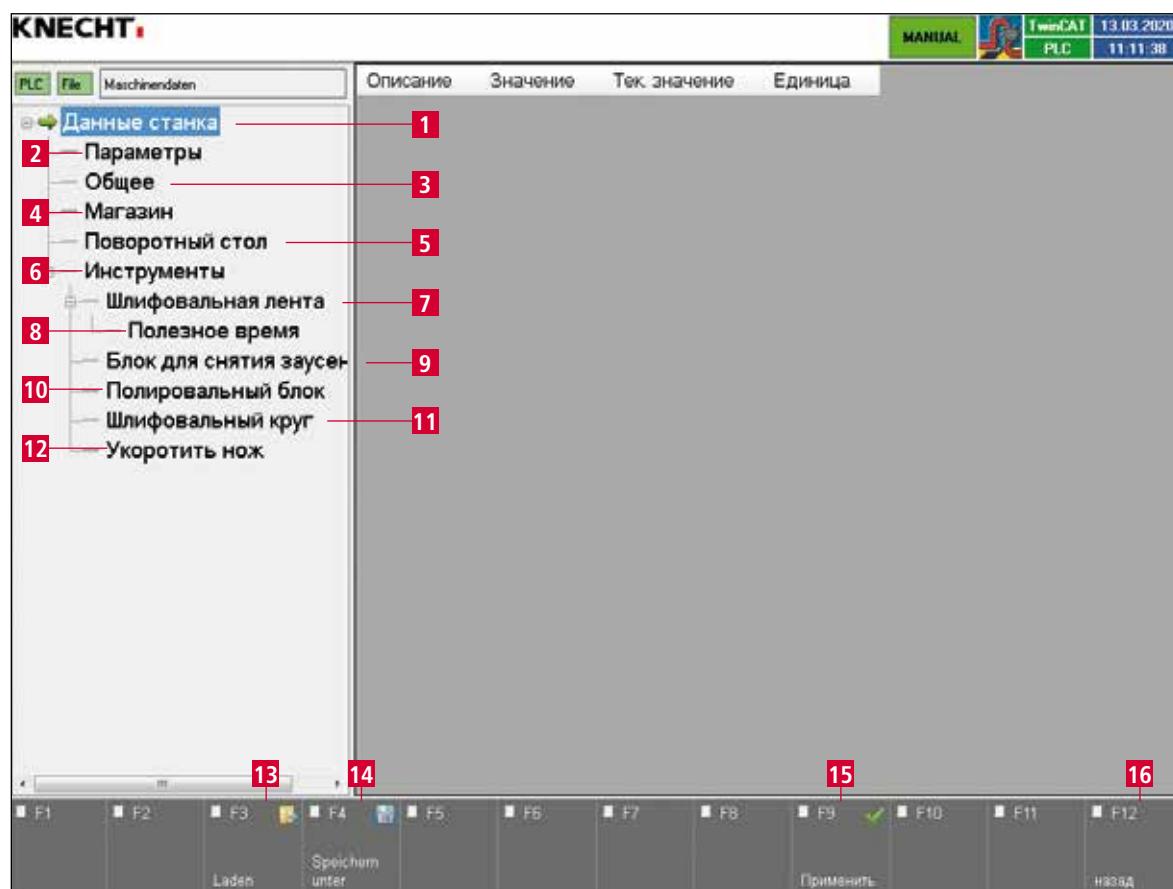 KNECHT
MANUAL
TwinCAT
PLC
13.03.2020
11:11:38
PLC File Maschinendaten
Описание Значение Тек. значение Единица
Данные станка 1
2 Параметры
Общее 3
4 Магазин
Поворотный стол 5
6 Инструменты
Шлифовальная лента 7
8 Полезное время
Блок для снятия заусен 9
10 Полировальный блок
Шлифовальный круг 11
12 Укоротить нож
13 14 15 16
F1 F2 F3 F4 F5 F6 F7 F8 F9 F10 F11 F12
Laden
Speichern
unter
Применить
назад